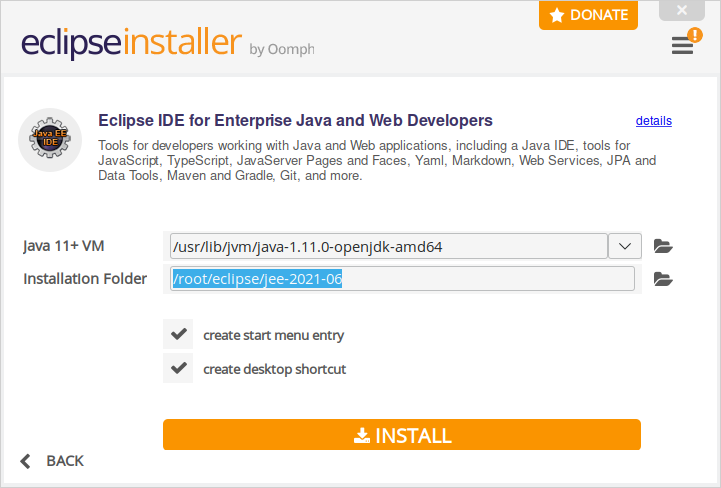 DONATE
eclipseinstaller by Oomph
!
Java EE
IDE
Eclipse IDE for Enterprise Java and Web Developers
details
Tools for developers working with Java and Web applications, including a Java IDE, tools for
JavaScript, TypeScript, JavaServer Pages and Faces, Yaml, Markdown, Web Services, JPA and
Data Tools, Maven and Gradle, Git, and more.
Java 11+ VM
/usr/lib/jvm/java-1.11.0-openjdk-amd64
Installation Folder
/root/eclipse/jee-2021-06
create start menu entry
create desktop shortcut
INSTALL
BACK